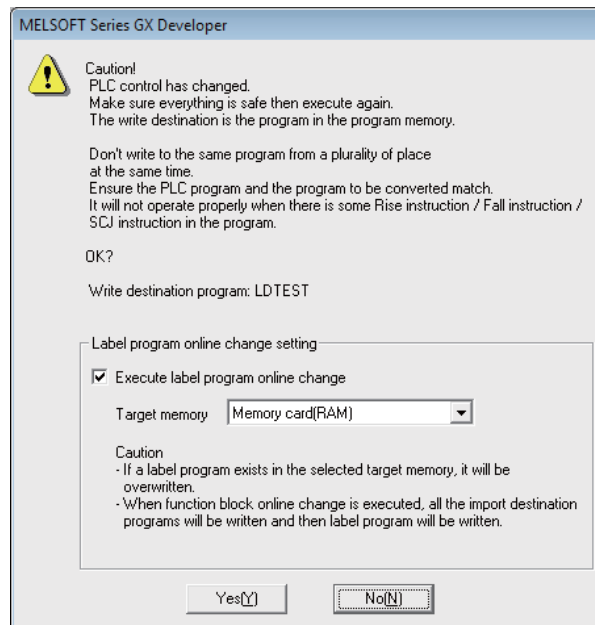 MELSOFT Series GX Developer
Caution!
PLC control has changed.
Make sure everything is safe then execute again.
The write destination is the program in the program memory.
Don't write to the same program from a plurality of place
at the same time.
Ensure the PLC program and the program to be converted match.
It will not operate properly when there is some Rise instruction / Fall instruction /
SCJ instruction in the program.
OK?
Write destination program: LDTEST
Label program online change setting
Execute label program online change
Target memory Memory card(RAM)
Caution
- If a label program exists in the selected target memory, it will be
overwritten.
- When function block online change is executed, all the import destination
programs will be written and then label program will be written.
Yes(Y) No(N)